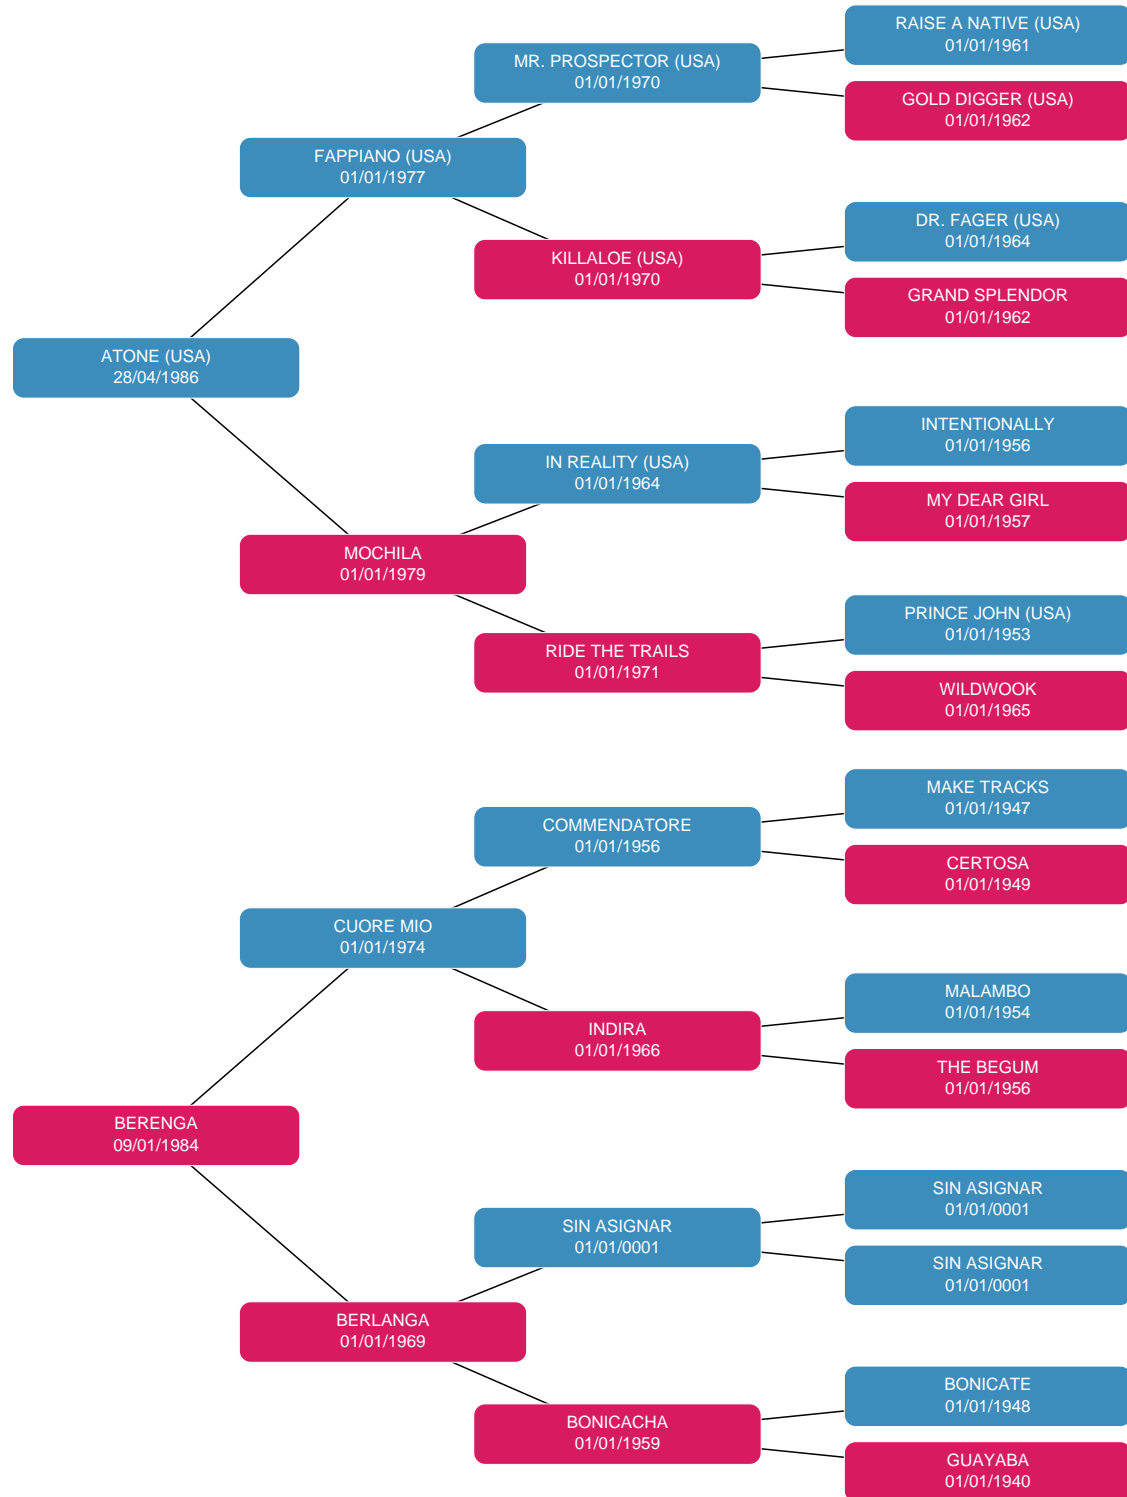 RAISE A NATIVE (USA)
01/01/1961
MR. PROSPECTOR (USA)
01/01/1970
GOLD DIGGER (USA)
01/01/1962
FAPPIANO (USA)
01/01/1977
DR. FAGER (USA)
01/01/1964
KILLALOE (USA)
01/01/1970
GRAND SPLENDOR
01/01/1962
ATONE (USA)
28/04/1986
INTENTIONALLY
01/01/1956
IN REALITY (USA)
01/01/1964
MY DEAR GIRL
01/01/1957
MOCHILA
01/01/1979
PRINCE JOHN (USA)
01/01/1953
RIDE THE TRAILS
01/01/1971
WILDWOOK
01/01/1965
MAKE TRACKS
01/01/1947
COMMENDATORE
01/01/1956
CERTOSA
01/01/1949
CUORE MIO
01/01/1974
MALAMBO
01/01/1954
INDIRA
01/01/1966
THE BEGUM
01/01/1956
BERENGA
09/01/1984
SIN ASIGNAR
01/01/0001
SIN ASIGNAR
01/01/0001
SIN ASIGNAR
01/01/0001
BERLANGA
01/01/1969
BONICATE
01/01/1948
BONICACHA
01/01/1959
GUAYABA
01/01/1940